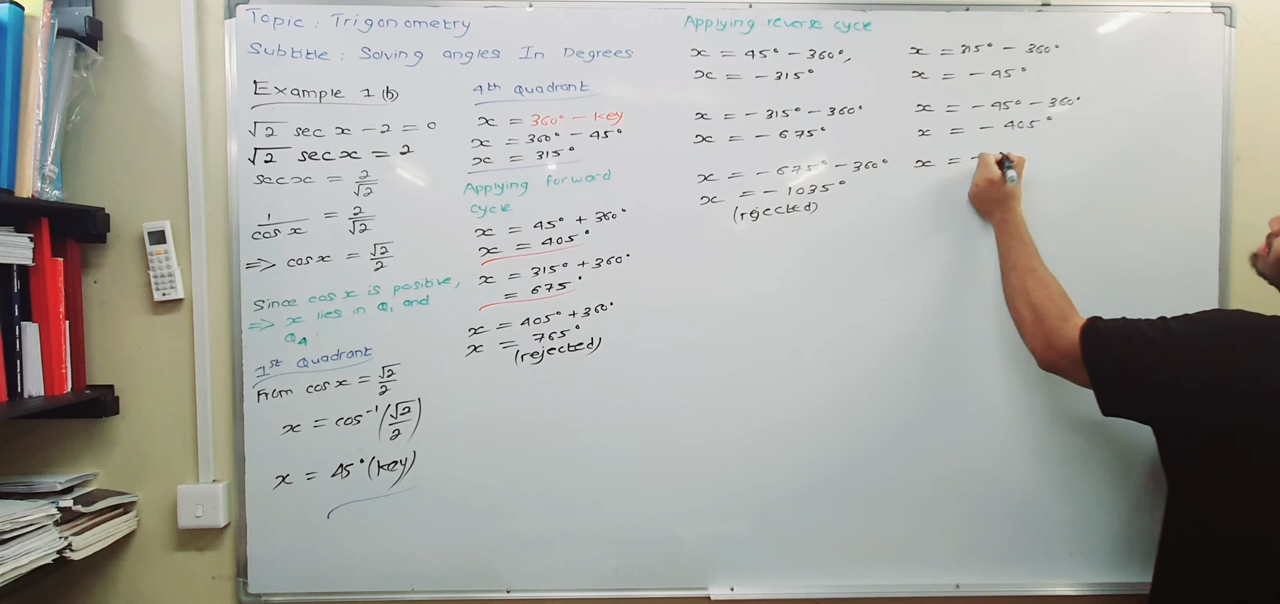 Topic : Trigonometry
Subtitle : Solving angles In Degrees
Example 1 (b)
√2 sec x − 2 = 0
√2 sec x = 2
sec x = 2/√2
1/cos x = 2/√2
=> cos x = √2/2
Since cos x is positive,
=> x lies in Q1 and
Q4.
1st Quadrant
From cos x = √2/2
x = cos⁻¹(√2/2)
x = 45° (key)
4th Quadrant
x = 360° − key
x = 360° − 45°
x = 315°
Applying forward
cycle
x = 45° + 360°
x = 405°
x = 315° + 360°
= 675°
x = 405° + 360°
x = 765°
(rejected)
Applying reverse cycle
x = 45° − 360°,
x = −315°
x = −315° − 360°
x = −675°
x = −675° − 360°
x = −1035°
(rejected)
x = 315° − 360°
x = −45°
x = −45° − 360°
x = −405°
x = −